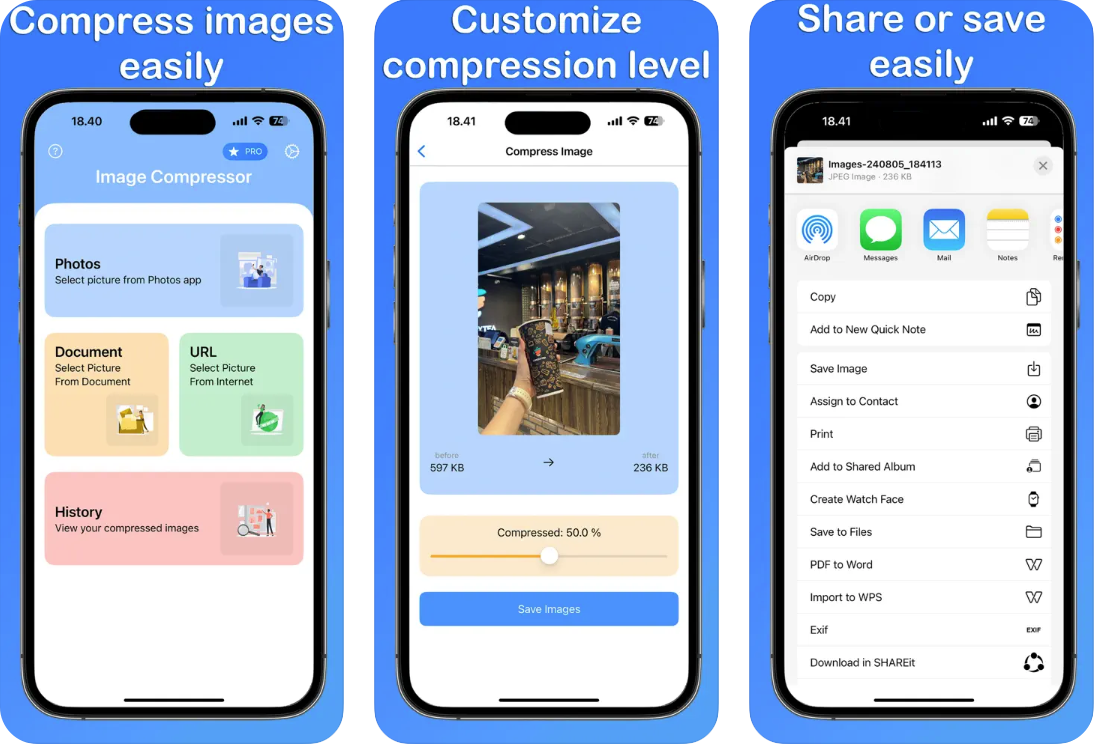 Compress images
easily
18.40
74
PRO
Image Compressor
Photos
Select picture from Photos app
Document
Select Picture
From Document
URL
Select Picture
From Internet
History
View your compressed images
Customize
compression level
18.41
74
Compress Image
before
597 KB
after
236 KB
Compressed: 50.0 %
Save Images
Share or save
easily
18.41
74
Images-240805_184113
JPEG Image · 236 KB
AirDrop
Messages
Mail
Notes
Copy
Add to New Quick Note
Save Image
Assign to Contact
Print
Add to Shared Album
Create Watch Face
Save to Files
PDF to Word
Import to WPS
Exif
EXIF
Download in SHAREit